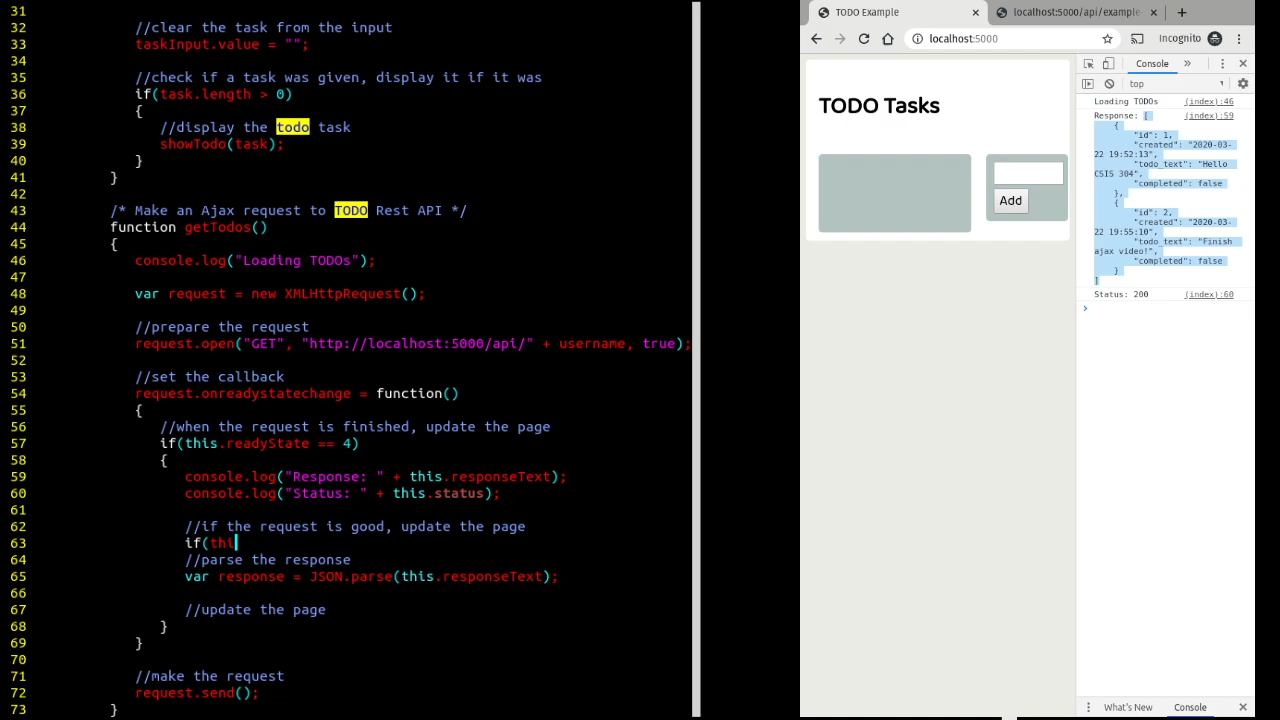 31
32 //clear the task from the input
33 taskInput.value = "";
34
35 //check if a task was given, display it if it was
36 if(task.length > 0)
37 {
38 //display the todo task
39 showTodo(task);
40 }
41 }
42
43 /* Make an Ajax request to TODO Rest API */
44 function getTodos()
45 {
46 console.log("Loading TODOs");
47
48 var request = new XMLHttpRequest();
49
50 //prepare the request
51 request.open("GET", "http://localhost:5000/api/" + username, true);
52
53 //set the callback
54 request.onreadystatechange = function()
55 {
56 //when the request is finished, update the page
57 if(this.readyState == 4)
58 {
59 console.log("Response: " + this.responseText);
60 console.log("Status: " + this.status);
61
62 //if the request is good, update the page
63 if(thi
64 //parse the response
65 var response = JSON.parse(this.responseText);
66
67 //update the page
68 }
69 }
70
71 //make the request
72 request.send();
73 }
TODO Example
localhost:5000/api/example-
localhost:5000
Incognito
TODO Tasks
Add
Console
top
Loading TODOs (index):46
Response: [ (index):59
{
"id": 1,
"created": "2020-03-
22 19:52:13",
"todo_text": "Hello
CSIS 304",
"completed": false
},
{
"id": 2,
"created": "2020-03-
22 19:55:10",
"todo_text": "Finish
ajax video!",
"completed": false
}
]
Status: 200 (index):60
What's New Console